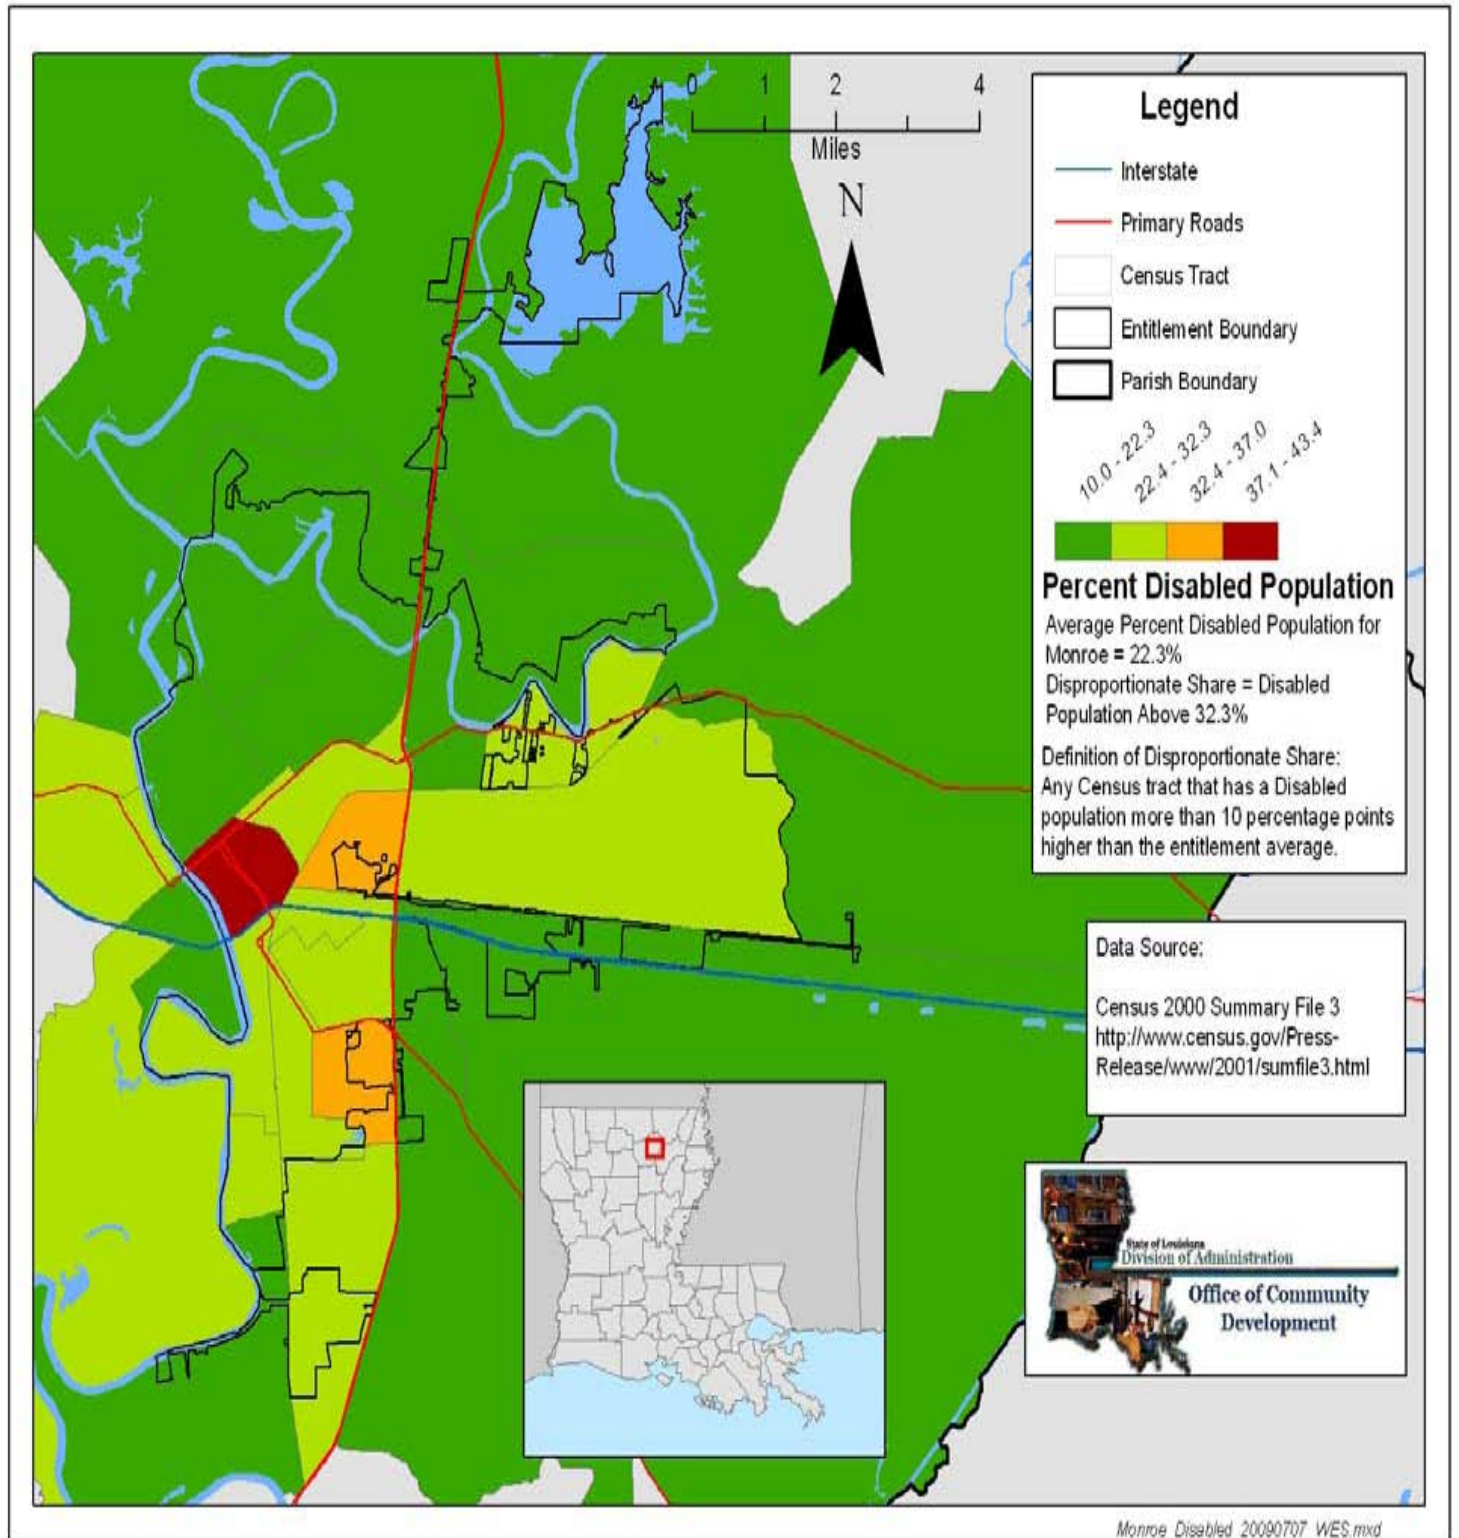 0 1 2 4
Miles
N
Legend
Interstate
Primary Roads
Census Tract
Entitlement Boundary
Parish Boundary
10.0 - 22.3
22.4 - 32.3
32.4 - 37.0
37.1 - 43.4
Percent Disabled Population
Average Percent Disabled Population for
Monroe = 22.3%
Disproportionate Share = Disabled
Population Above 32.3%
Definition of Disproportionate Share:
Any Census tract that has a Disabled
population more than 10 percentage points
higher than the entitlement average.
Data Source:
Census 2000 Summary File 3
http://www.census.gov/Press-
Release/www/2001/sumfile3.html
State of Louisiana
Division of Administration
Office of Community
Development
Monroe_Disabled_20090707_WES.mxd